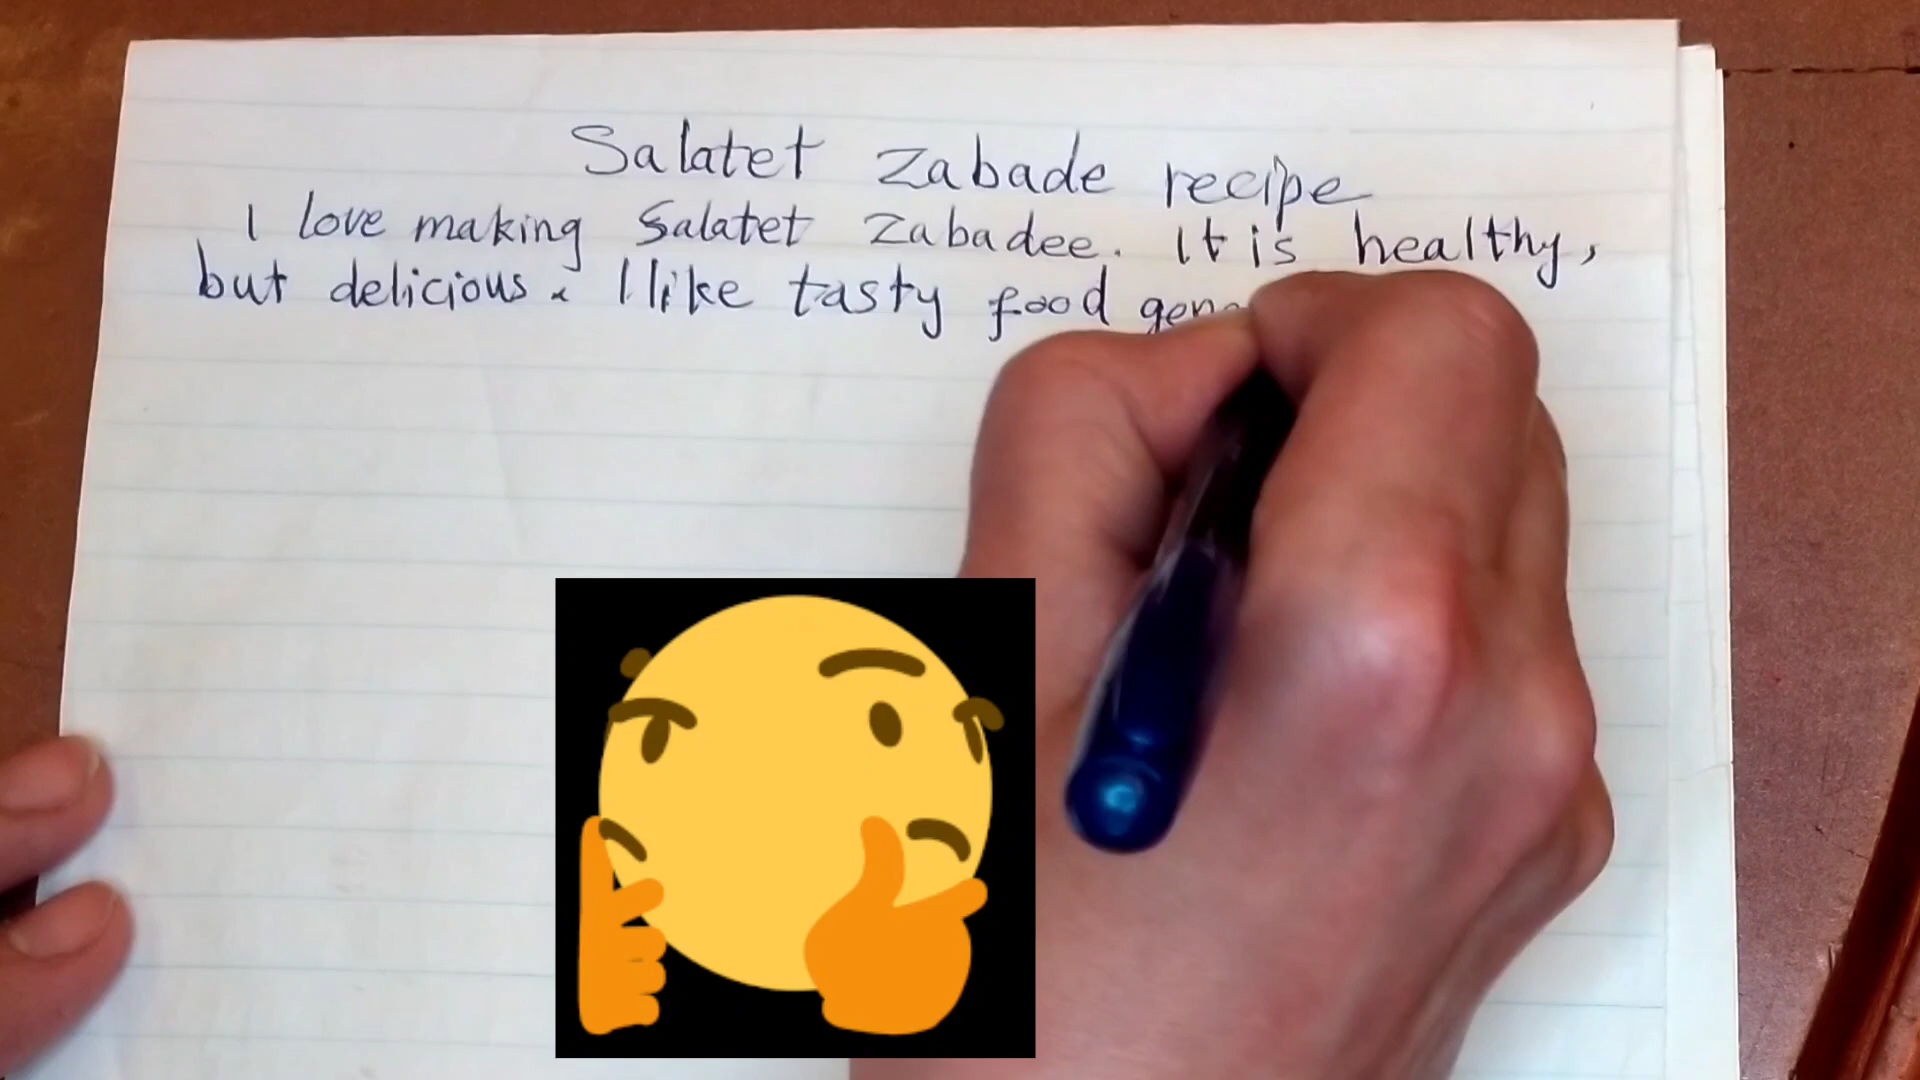 Salatet Zabade recipe
I love making Salatet Zabadee. It is healthy,
but delicious. I like tasty food